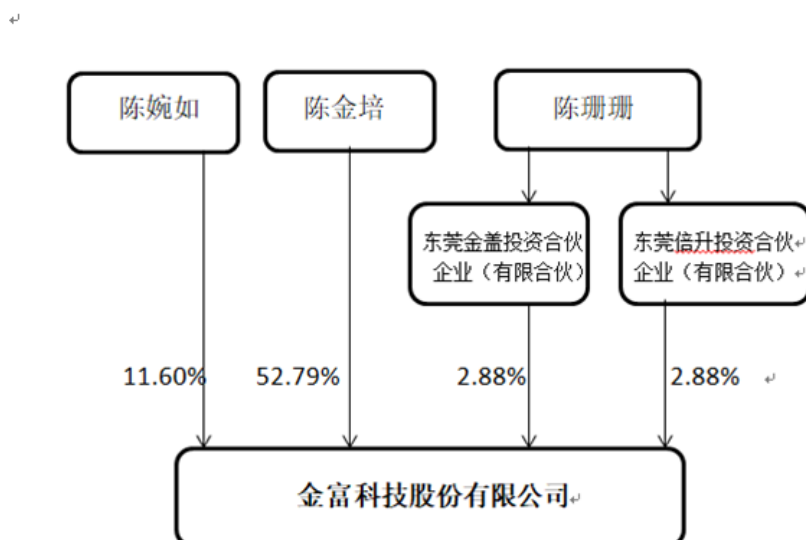 陈婉如
陈金培
陈珊珊
东莞金盖投资合伙
企业（有限合伙）
东莞倍升投资合伙
企业（有限合伙）
11.60%
52.79%
2.88%
2.88%
金富科技股份有限公司